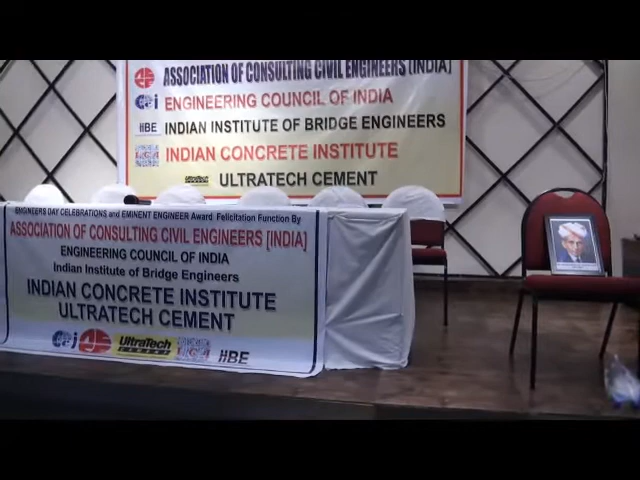 ASSOCIATION OF CONSULTING CIVIL ENGINEERS (INDIA)
ENGINEERING COUNCIL OF INDIA
IIBE INDIAN INSTITUTE OF BRIDGE ENGINEERS
INDIAN CONCRETE INSTITUTE
UltraTech ULTRATECH CEMENT
ENGINEERS DAY CELEBRATIONS and EMINENT ENGINEER Award Felicitation Function By
ASSOCIATION OF CONSULTING CIVIL ENGINEERS [INDIA]
ENGINEERING COUNCIL OF INDIA
Indian Institute of Bridge Engineers
INDIAN CONCRETE INSTITUTE
ULTRATECH CEMENT
UltraTech IIBE